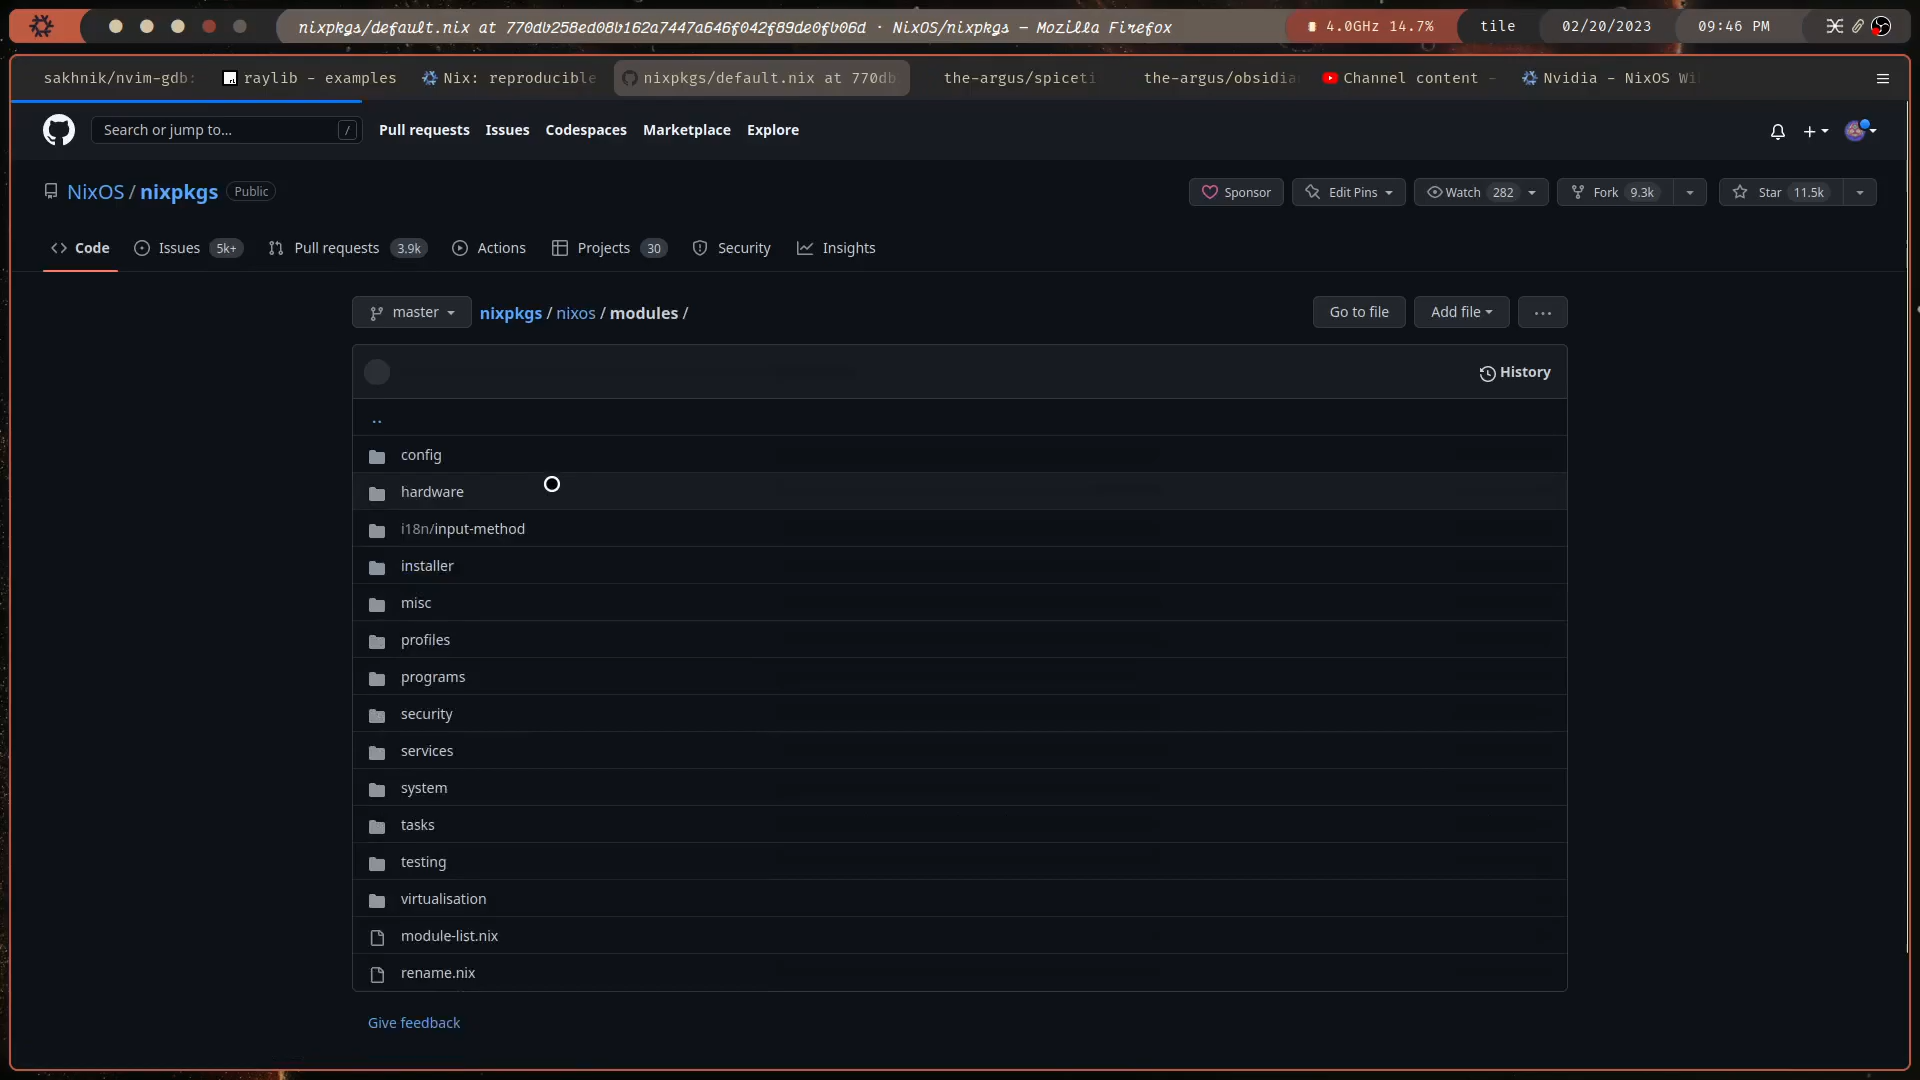 nixpkgs/default.nix at 770db258ed08b162a7447a646f042f89de0fb06d · NixOS/nixpkgs — Mozilla Firefox
4.0GHz 14.7%
tile
02/20/2023
09:46 PM
sakhnik/nvim-gdb:
raylib - examples
Nix: reproducible
nixpkgs/default.nix at 770db
the-argus/spiceti
the-argus/obsidia
Channel content -
Nvidia - NixOS Wi
Search or jump to...
/
Pull requests
Issues
Codespaces
Marketplace
Explore
NixOS / nixpkgs
Public
Sponsor
Edit Pins
Watch 282
Fork 9.3k
Star 11.5k
Code
Issues 5k+
Pull requests 3.9k
Actions
Projects 30
Security
Insights
master
nixpkgs / nixos / modules /
Go to file
Add file
...
History
..
config
hardware
i18n/input-method
installer
misc
profiles
programs
security
services
system
tasks
testing
virtualisation
module-list.nix
rename.nix
Give feedback